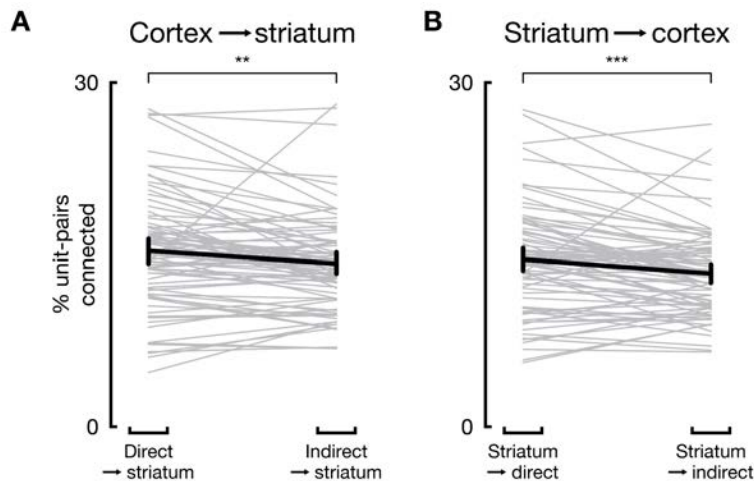 A
Cortex → striatum
**
30
% unit-pairs
connected
0
Direct
→ striatum
Indirect
→ striatum
B
Striatum → cortex
***
30
0
Striatum
→ direct
Striatum
→ indirect